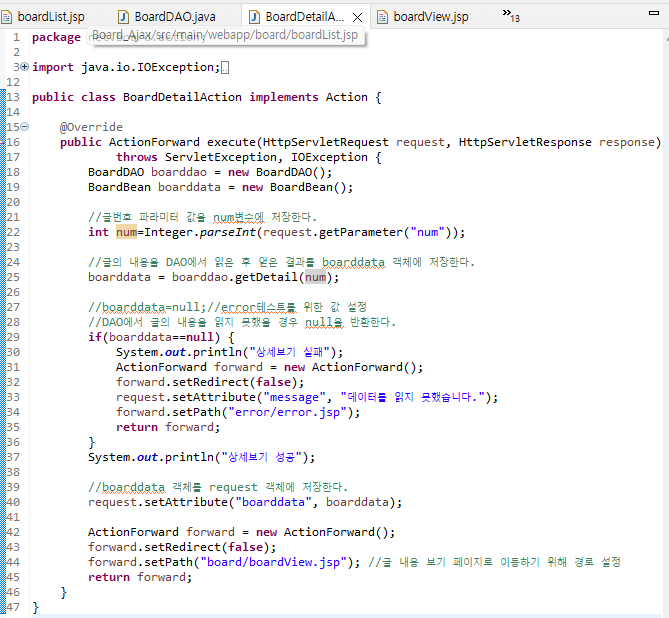 boardList.jsp BoardDAO.java BoardDetailA... boardView.jsp 13
1 package
Board_Ajax/src/main/webapp/board/boardList.jsp
2
3 import java.io.IOException;
12
13 public class BoardDetailAction implements Action {
14
15 @Override
16 public ActionForward execute(HttpServletRequest request, HttpServletResponse response)
17 throws ServletException, IOException {
18 BoardDAO boarddao = new BoardDAO();
19 BoardBean boarddata = new BoardBean();
20
21 //글번호 파라미터 값을 num변수에 저장한다.
22 int num=Integer.parseInt(request.getParameter("num"));
23
24 //글의 내용을 DAO에서 읽은 후 얻은 결과를 boarddata 객체에 저장한다.
25 boarddata = boarddao.getDetail(num);
26
27 //boarddata=null;//error테스트를 위한 값 설정
28 //DAO에서 글의 내용을 읽지 못했을 경우 null을 반환한다.
29 if(boarddata==null) {
30 System.out.println("상세보기 실패");
31 ActionForward forward = new ActionForward();
32 forward.setRedirect(false);
33 request.setAttribute("message", "데이터를 읽지 못했습니다.");
34 forward.setPath("error/error.jsp");
35 return forward;
36 }
37 System.out.println("상세보기 성공");
38
39 //boarddata 객체를 request 객체에 저장한다.
40 request.setAttribute("boarddata", boarddata);
41
42 ActionForward forward = new ActionForward();
43 forward.setRedirect(false);
44 forward.setPath("board/boardView.jsp"); //글 내용 보기 페이지로 이동하기 위해 경로 설정
45 return forward;
46 }
47 }